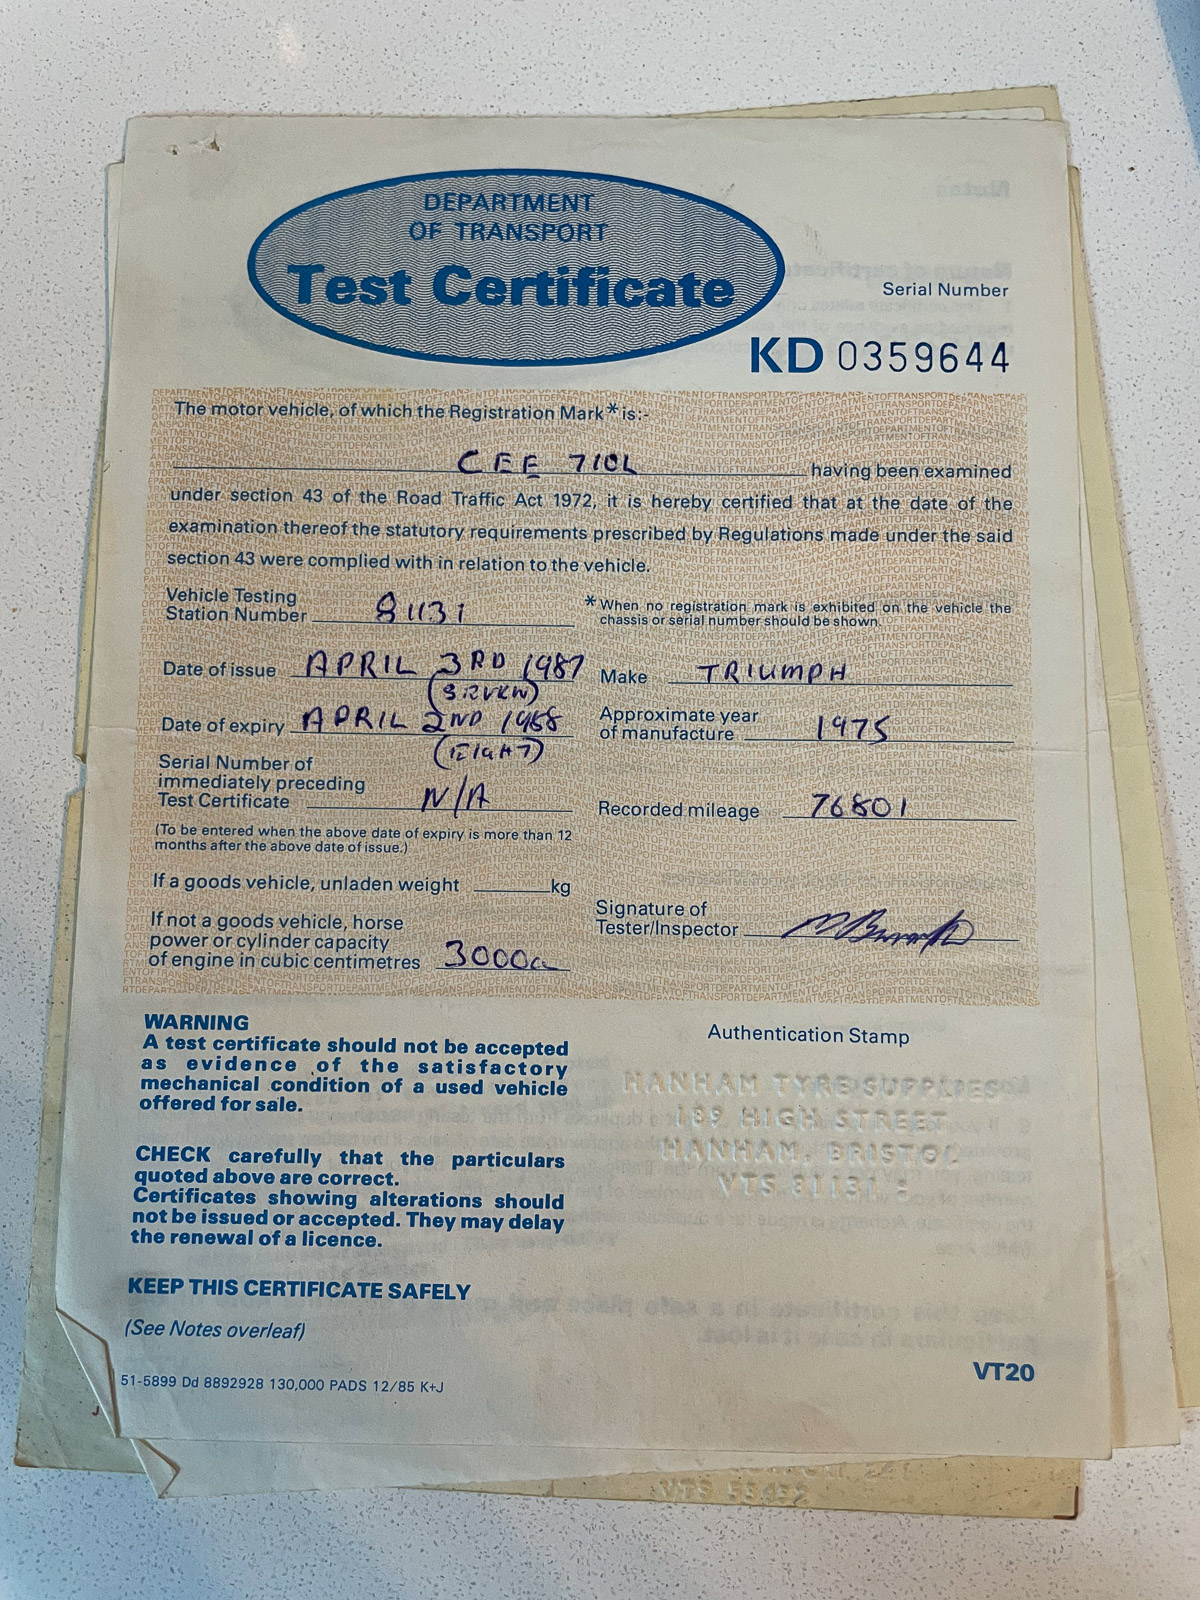 DEPARTMENT
OF TRANSPORT
Test Certificate
Serial Number
KD 0359644
The motor vehicle, of which the Registration Mark * is:-
CEE 710L having been examined
under section 43 of the Road Traffic Act 1972, it is hereby certified that at the date of the
examination thereof the statutory requirements prescribed by Regulations made under the said
section 43 were complied with in relation to the vehicle.
Vehicle Testing
Station Number 81131
* When no registration mark is exhibited on the vehicle the
chassis or serial number should be shown.
Date of issue APRIL 3RD 1987
(SEVEN)
Make TRIUMPH
Date of expiry APRIL 2ND 1988
(EIGHT)
Approximate year
of manufacture 1975
Serial Number of
immediately preceding
Test Certificate N/A
Recorded mileage 76801
(To be entered when the above date of expiry is more than 12
months after the above date of issue.)
If a goods vehicle, unladen weight kg
If not a goods vehicle, horse
power or cylinder capacity
of engine in cubic centimetres 3000cc
Signature of
Tester/Inspector
WARNING
A test certificate should not be accepted
as evidence of the satisfactory
mechanical condition of a used vehicle
offered for sale.
CHECK carefully that the particulars
quoted above are correct.
Certificates showing alterations should
not be issued or accepted. They may delay
the renewal of a licence.
KEEP THIS CERTIFICATE SAFELY
(See Notes overleaf)
51-5899 Dd 8892928 130,000 PADS 12/85 K+J
Authentication Stamp
HANHAM TYRE SUPPLIES
189 HIGH STREET
HANHAM, BRISTOL
VTS 81131
VT20